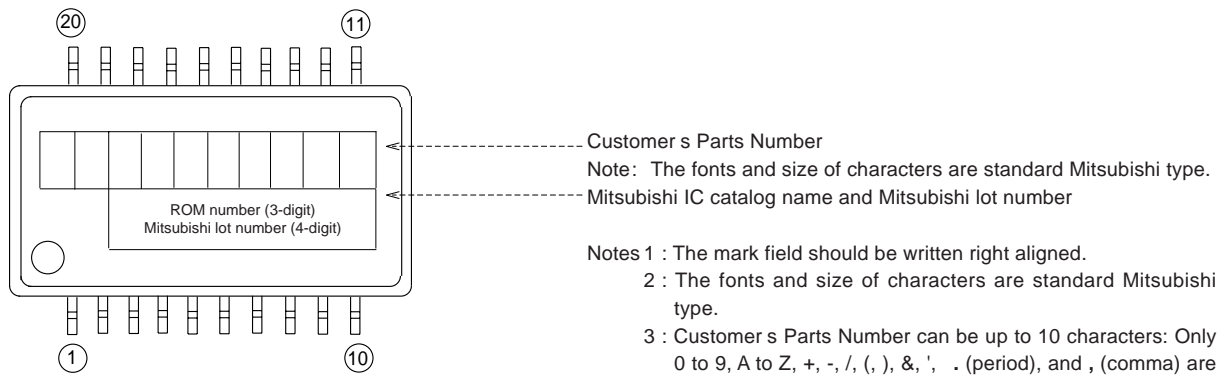 20 11
Customer s Parts Number
Note: The fonts and size of characters are standard Mitsubishi type.
Mitsubishi IC catalog name and Mitsubishi lot number
ROM number (3-digit)
Mitsubishi lot number (4-digit)
Notes 1 : The mark field should be written right aligned.
2 : The fonts and size of characters are standard Mitsubishi
type.
3 : Customer s Parts Number can be up to 10 characters: Only
0 to 9, A to Z, +, -, /, (, ), &, ', . (period), and , (comma) are
1 10